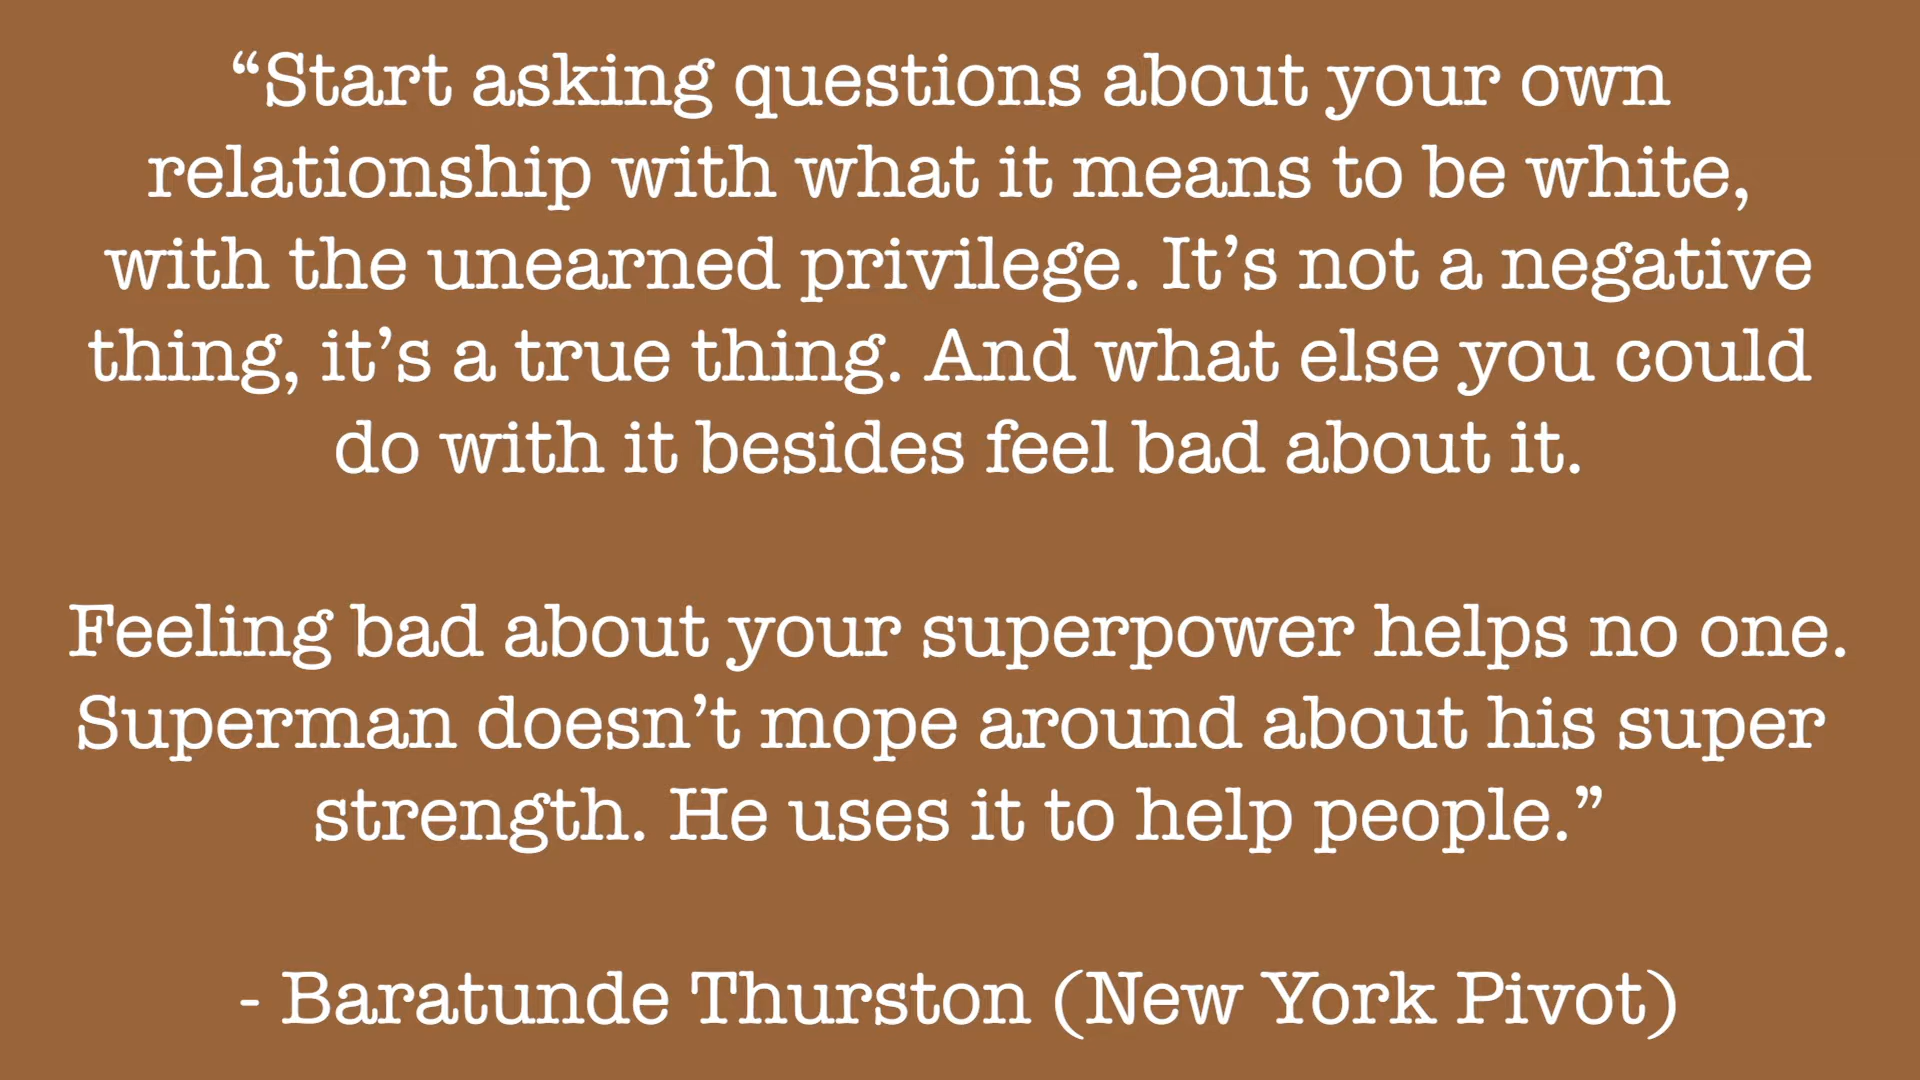 “Start asking questions about your own
relationship with what it means to be white,
with the unearned privilege. It’s not a negative
thing, it’s a true thing. And what else you could
do with it besides feel bad about it.
Feeling bad about your superpower helps no one.
Superman doesn’t mope around about his super
strength. He uses it to help people.”
- Baratunde Thurston (New York Pivot)